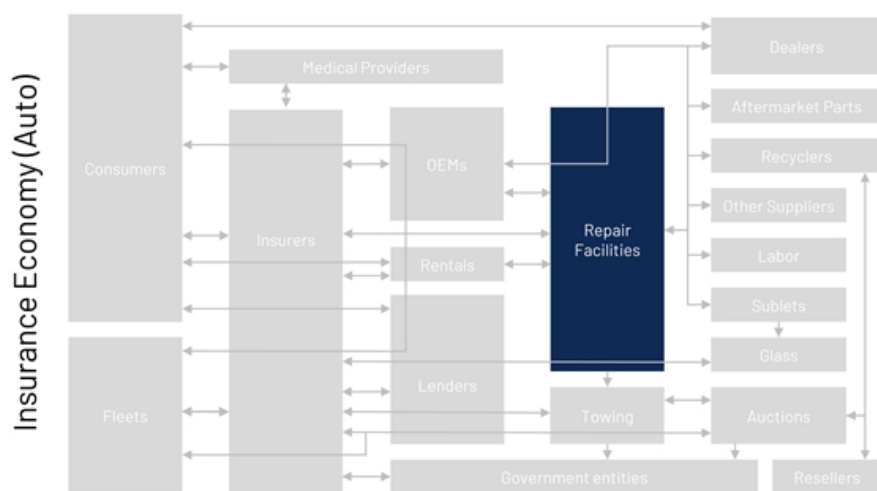 Insurance Economy (Auto)
Dealers
Medical Providers
Aftermarket Parts
Consumers
OEMs
Recyclers
Other Suppliers
Insurers
Repair
Facilities
Rentals
Labor
Sublets
Glass
Lenders
Fleets
Towing
Auctions
Government entities
Resellers